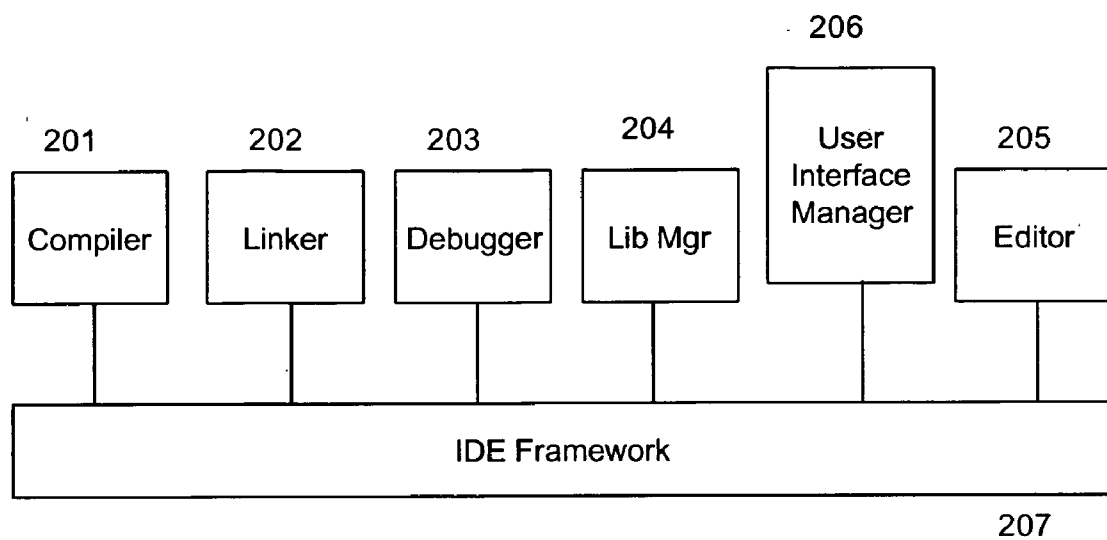 206
201
202
203
204
205
Compiler
Linker
Debugger
Lib Mgr
User
Interface
Manager
Editor
IDE Framework
207